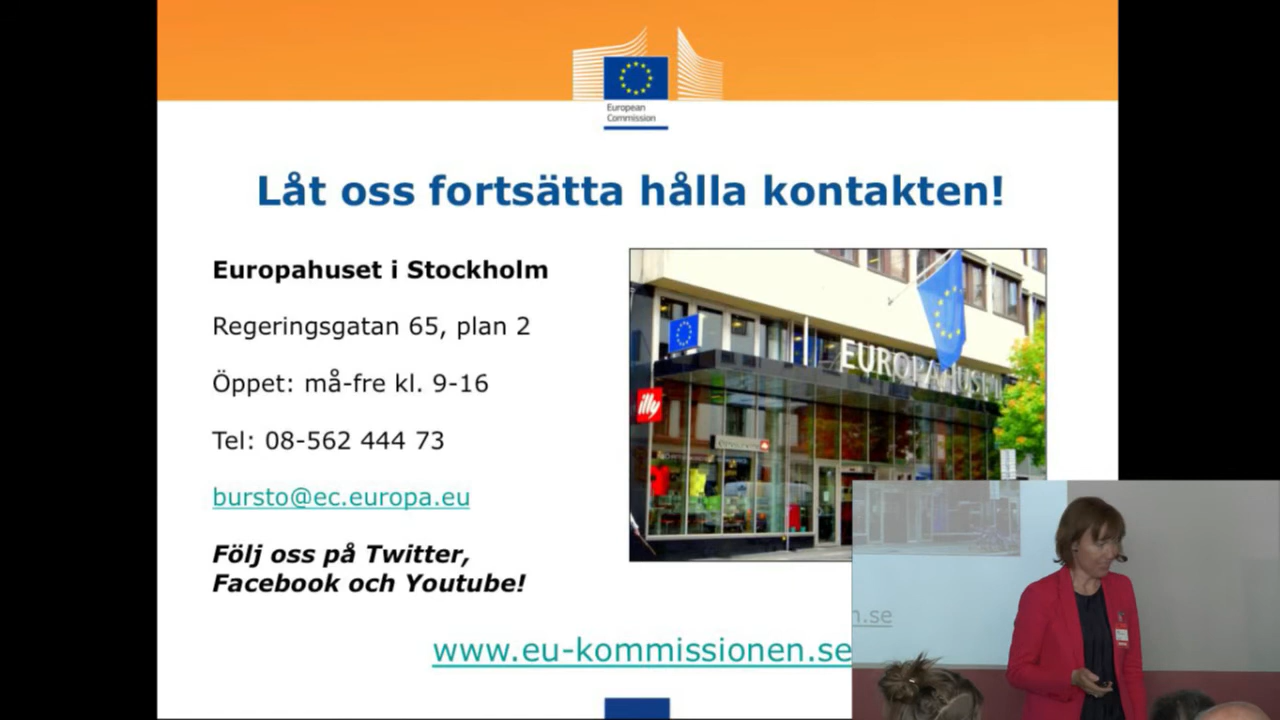 European
Commission
Låt oss fortsätta hålla kontakten!
Europahuset i Stockholm
Regeringsgatan 65, plan 2
Öppet: må-fre kl. 9-16
Tel: 08-562 444 73
bursto@ec.europa.eu
Följ oss på Twitter,
Facebook och Youtube!
EUROPAHUSET
illy
n.se
www.eu-kommissionen.se